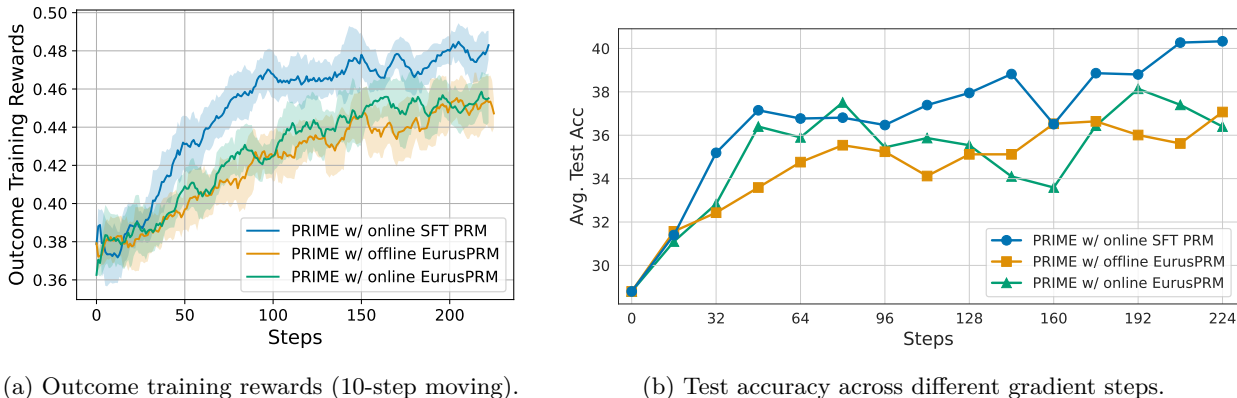 Outcome Training Rewards
0.50
0.48
0.46
0.44
0.42
0.40
0.38
0.36
0
50
100
150
200
Steps
PRIME w/ online SFT PRM
PRIME w/ offline EurusPRM
PRIME w/ online EurusPRM
(a) Outcome training rewards (10-step moving).
Avg. Test Acc
40
38
36
34
32
30
0
32
64
96
128
160
192
224
Steps
PRIME w/ online SFT PRM
PRIME w/ offline EurusPRM
PRIME w/ online EurusPRM
(b) Test accuracy across different gradient steps.